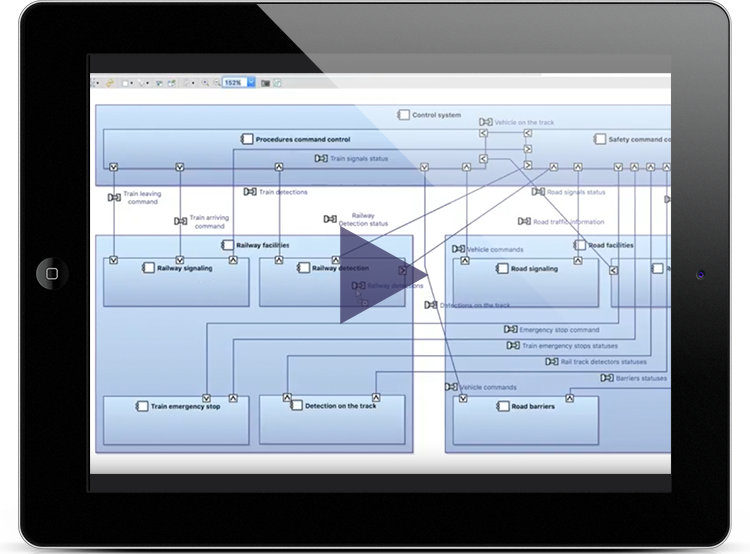 152%
Control system
Vehicle on the track
Procedures command control
Safety command co
Train signals status
Train leaving
command
Train detections
Road signals status
Train arriving
command
Railway
Detection status
Road traffic information
Railway facilities
Vehicle commands
Road facilities
Railway signaling
Railway detection
Road signaling
Railway detections
Detections on the track
Emergency stop command
Train emergency stops statuses
Rail track detectors statuses
Barriers statuses
Vehicle commands
Train emergency stop
Detection on the track
Road barriers